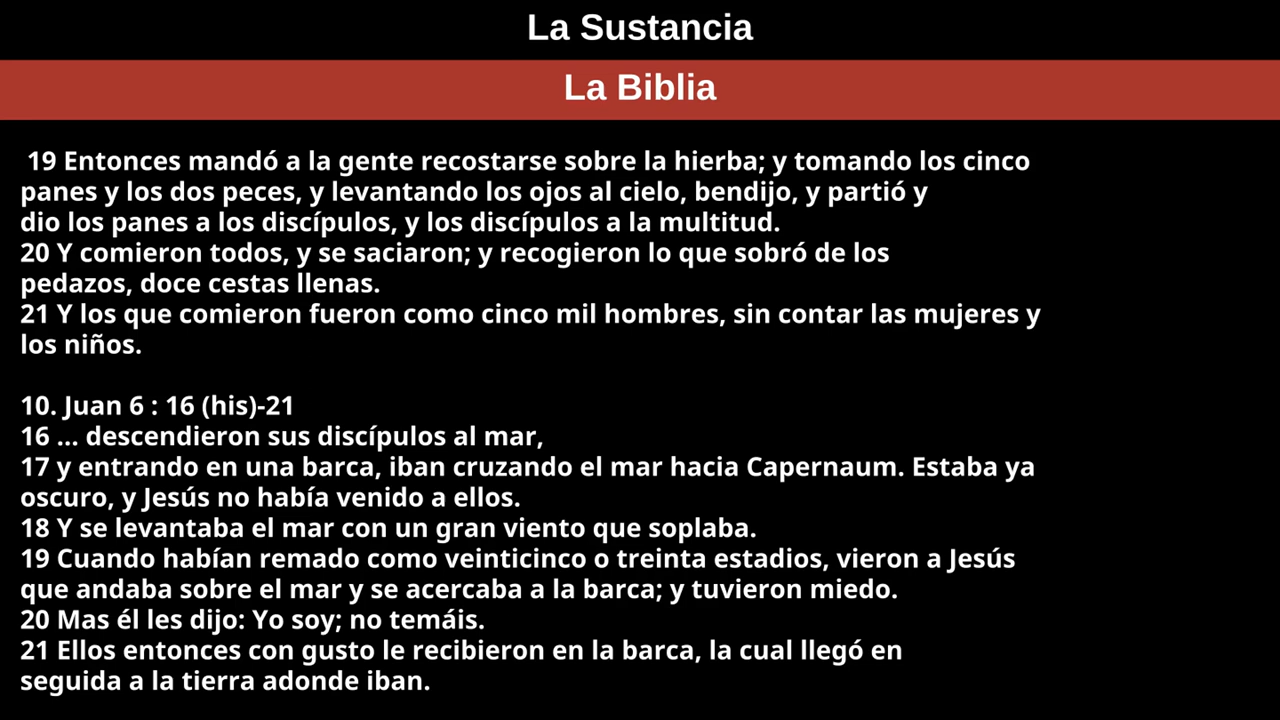 La Sustancia
La Biblia
19 Entonces mandó a la gente recostarse sobre la hierba; y tomando los cinco
panes y los dos peces, y levantando los ojos al cielo, bendijo, y partió y
dio los panes a los discípulos, y los discípulos a la multitud.
20 Y comieron todos, y se saciaron; y recogieron lo que sobró de los
pedazos, doce cestas llenas.
21 Y los que comieron fueron como cinco mil hombres, sin contar las mujeres y
los niños.
10. Juan 6 : 16 (his)-21
16 ... descendieron sus discípulos al mar,
17 y entrando en una barca, iban cruzando el mar hacia Capernaum. Estaba ya
oscuro, y Jesús no había venido a ellos.
18 Y se levantaba el mar con un gran viento que soplaba.
19 Cuando habían remado como veinticinco o treinta estadios, vieron a Jesús
que andaba sobre el mar y se acercaba a la barca; y tuvieron miedo.
20 Mas él les dijo: Yo soy; no temáis.
21 Ellos entonces con gusto le recibieron en la barca, la cual llegó en
seguida a la tierra adonde iban.